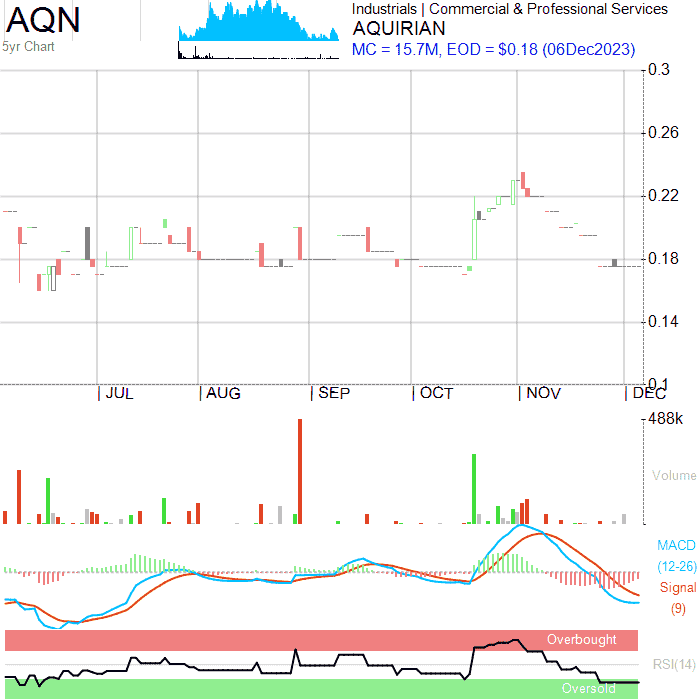 AQN
5yr Chart
Industrials | Commercial & Professional Services
AQUIRIAN
MC = 15.7M, EOD = $0.18 (06Dec2023)
0.3
0.26
0.22
0.18
0.14
0.1
JUL
AUG
SEP
OCT
NOV
DEC
488k
Volume
MACD
(12-26)
Signal
(9)
Overbought
RSI(14)
Oversold